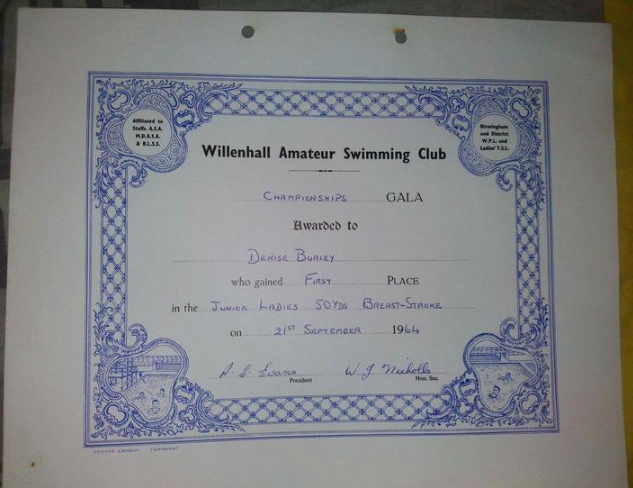 Affiliated to
Staffs. A.S.A.
M.D.A.S.A.
& R.L.S.S.
Birmingham
and District
W.P.L. and
Ladies' T.S.L.
Willenhall Amateur Swimming Club
CHAMPIONSHIPS GALA
Awarded to
DENISE BURLEY
who gained FIRST PLACE
in the JUNIOR LADIES 50YDS BREAST-STROKE
on 21ST SEPTEMBER 1964
Evans W. J. Nicholls
President Hon. Sec.
COPYRIGHT